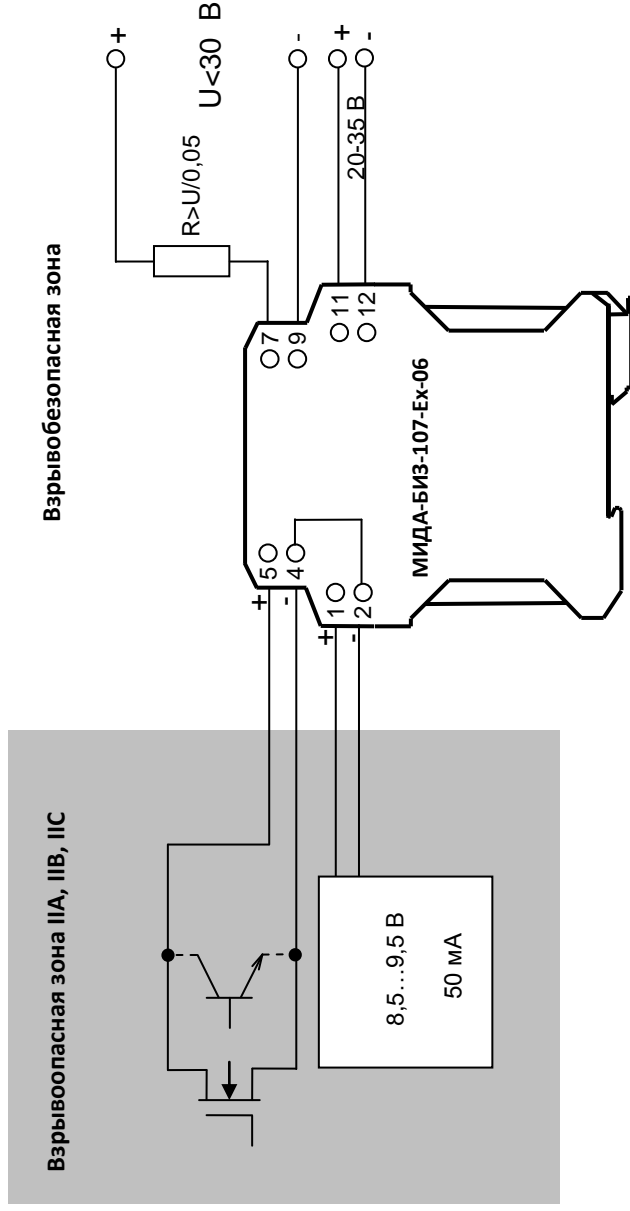 Взрывобезопасная зона
Взрывоопасная зона IIA, IIB, IIC
+
U<30 В
-
+
-
R>U/0,05
20-35 В
7
9
11
12
МИДА-БИЗ-107-Ех-06
+
5
-
4
+
1
-
2
8,5…9,5 В
50 мА